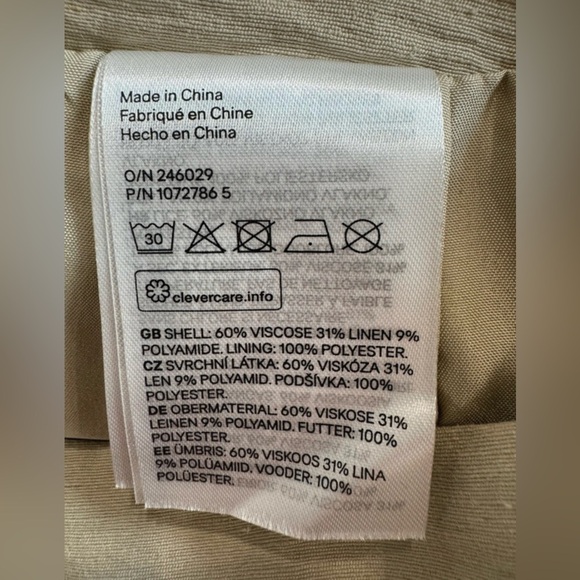 Made in China
Fabriqué en Chine
Hecho en China
O/N 246029
P/N 1072786 5
30
clevercare.info
GB SHELL: 60% VISCOSE 31% LINEN 9%
POLYAMIDE. LINING: 100% POLYESTER.
CZ SVRCHNÍ LÁTKA: 60% VISKÓZA 31%
LEN 9% POLYAMID. PODŠÍVKA: 100%
POLYESTER.
DE OBERMATERIAL: 60% VISKOSE 31%
LEINEN 9% POLYAMID. FUTTER: 100%
POLYESTER.
EE ÜMBRIS: 60% VISKOOS 31% LINA
9% POLÜAMIID. VOODER: 100%
POLÜESTER.